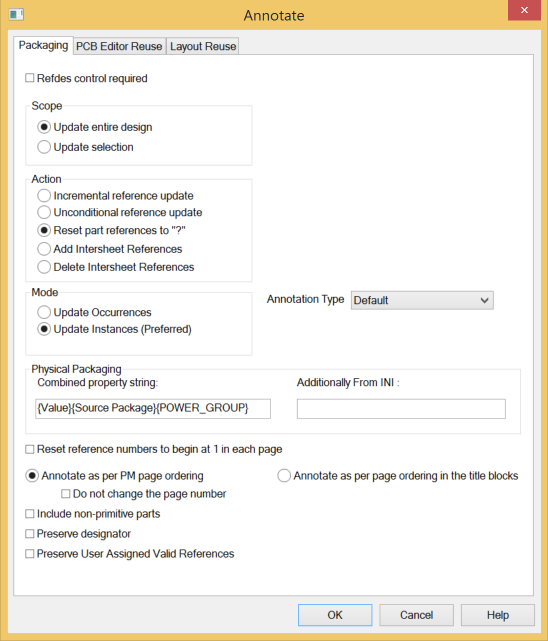 Annotate
Packaging PCB Editor Reuse Layout Reuse
Refdes control required
Scope
Update entire design
Update selection
Action
Incremental reference update
Unconditional reference update
Reset part references to "?"
Add Intersheet References
Delete Intersheet References
Mode
Update Occurrences
Update Instances (Preferred)
Annotation Type Default
Physical Packaging
Combined property string: Additionally From INI :
{Value}{Source Package}{POWER_GROUP}
Reset reference numbers to begin at 1 in each page
Annotate as per PM page ordering Annotate as per page ordering in the title blocks
Do not change the page number
Include non-primitive parts
Preserve designator
Preserve User Assigned Valid References
OK Cancel Help